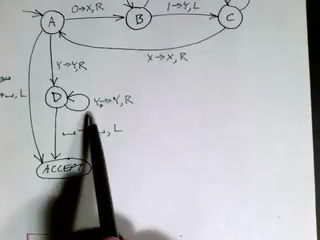 A
0→X,R
B
1→Y,L
C
X→X,R
Y→Y,R
␣, L
D
Y→Y,R
␣→␣, L
ACCEPT